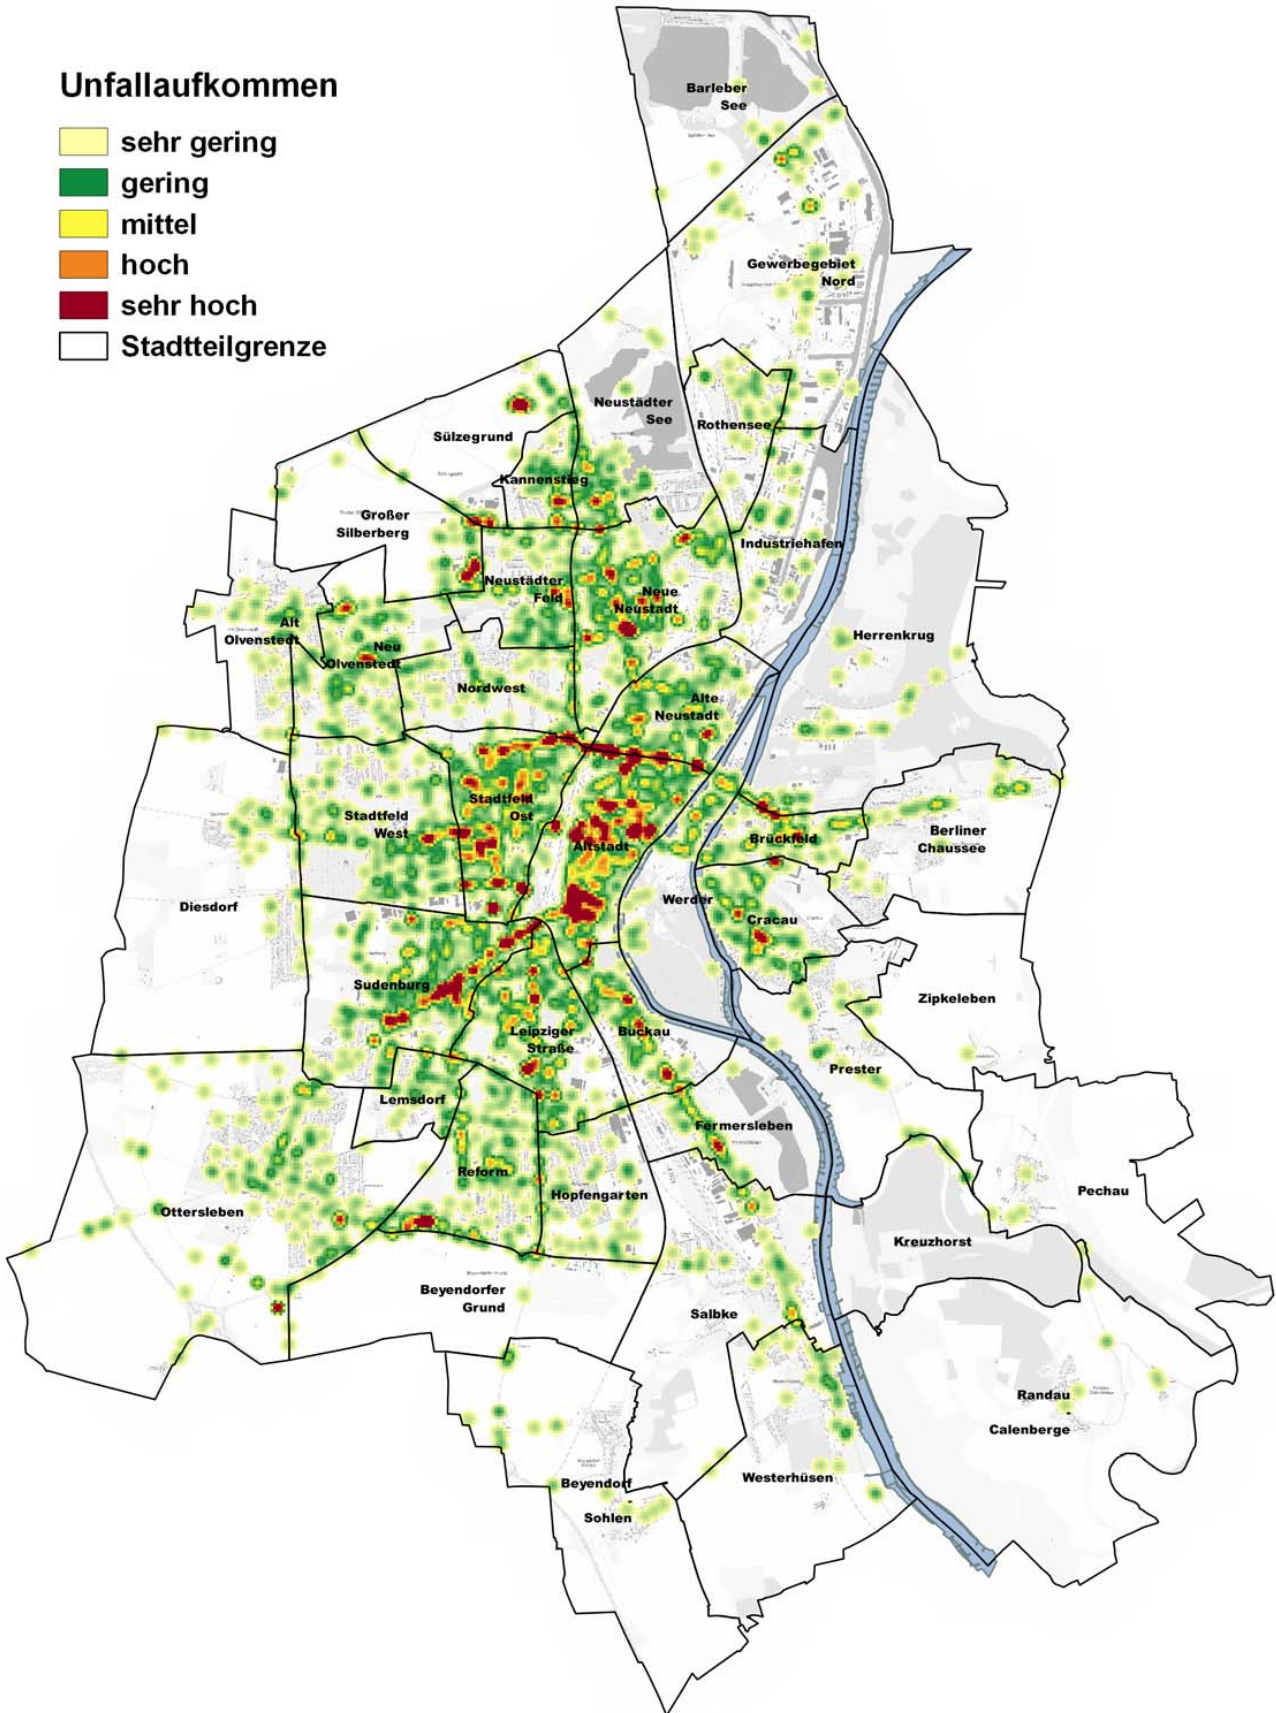 Unfallaufkommen
sehr gering
gering
mittel
hoch
sehr hoch
Stadtteilgrenze
Barleber
See
Gewerbegebiet
Nord
Neustädter
See
Rothensee
Sülzegrund
Kannenstieg
Großer
Silberberg
Industriehafen
Neustädter
Feld
Neue
Neustadt
Alt
Olvenstedt
Neu
Olvenstedt
Herrenkrug
Nordwest
Alte
Neustadt
Stadtfeld
Ost
Stadtfeld
West
Altstadt
Brückfeld
Berliner
Chaussee
Diesdorf
Werder
Cracau
Sudenburg
Zipkeleben
Leipziger
Straße
Buckau
Prester
Lemsdorf
Fermersleben
Reform
Hopfengarten
Pechau
Ottersleben
Kreuzhorst
Beyendorfer
Grund
Salbke
Randau
Calenberge
Westerhüsen
Beyendorf
Sohlen